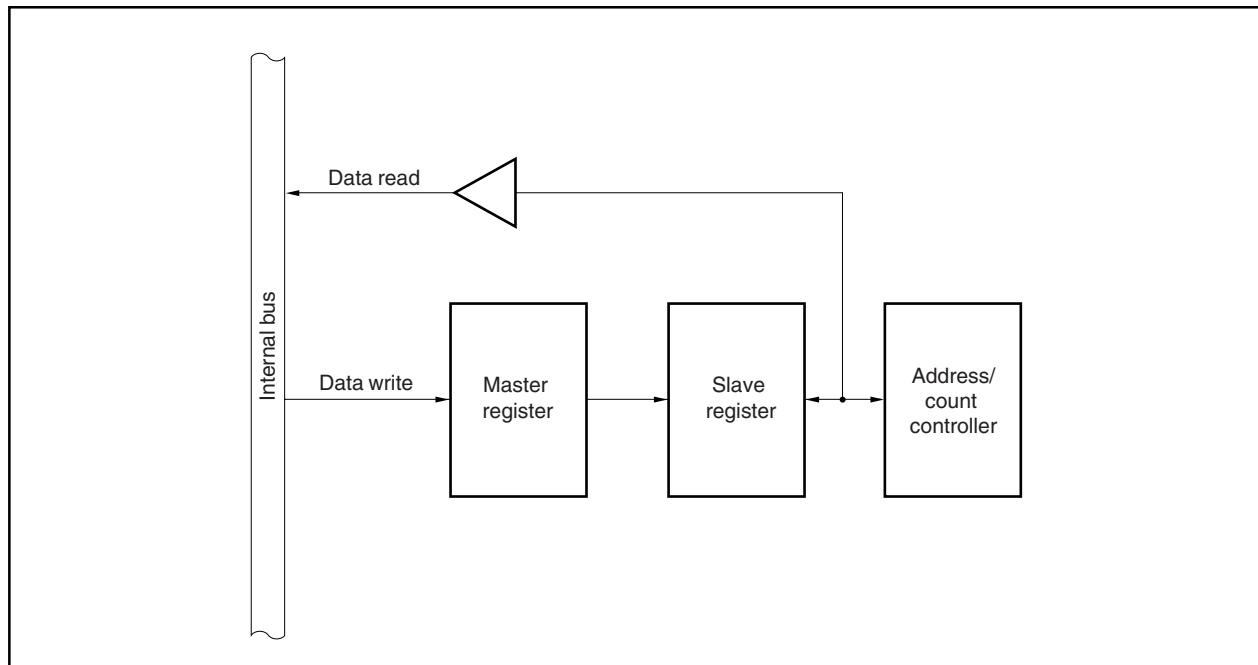 Data read
Internal bus
Data write
Master
register
Slave
register
Address/
count
controller